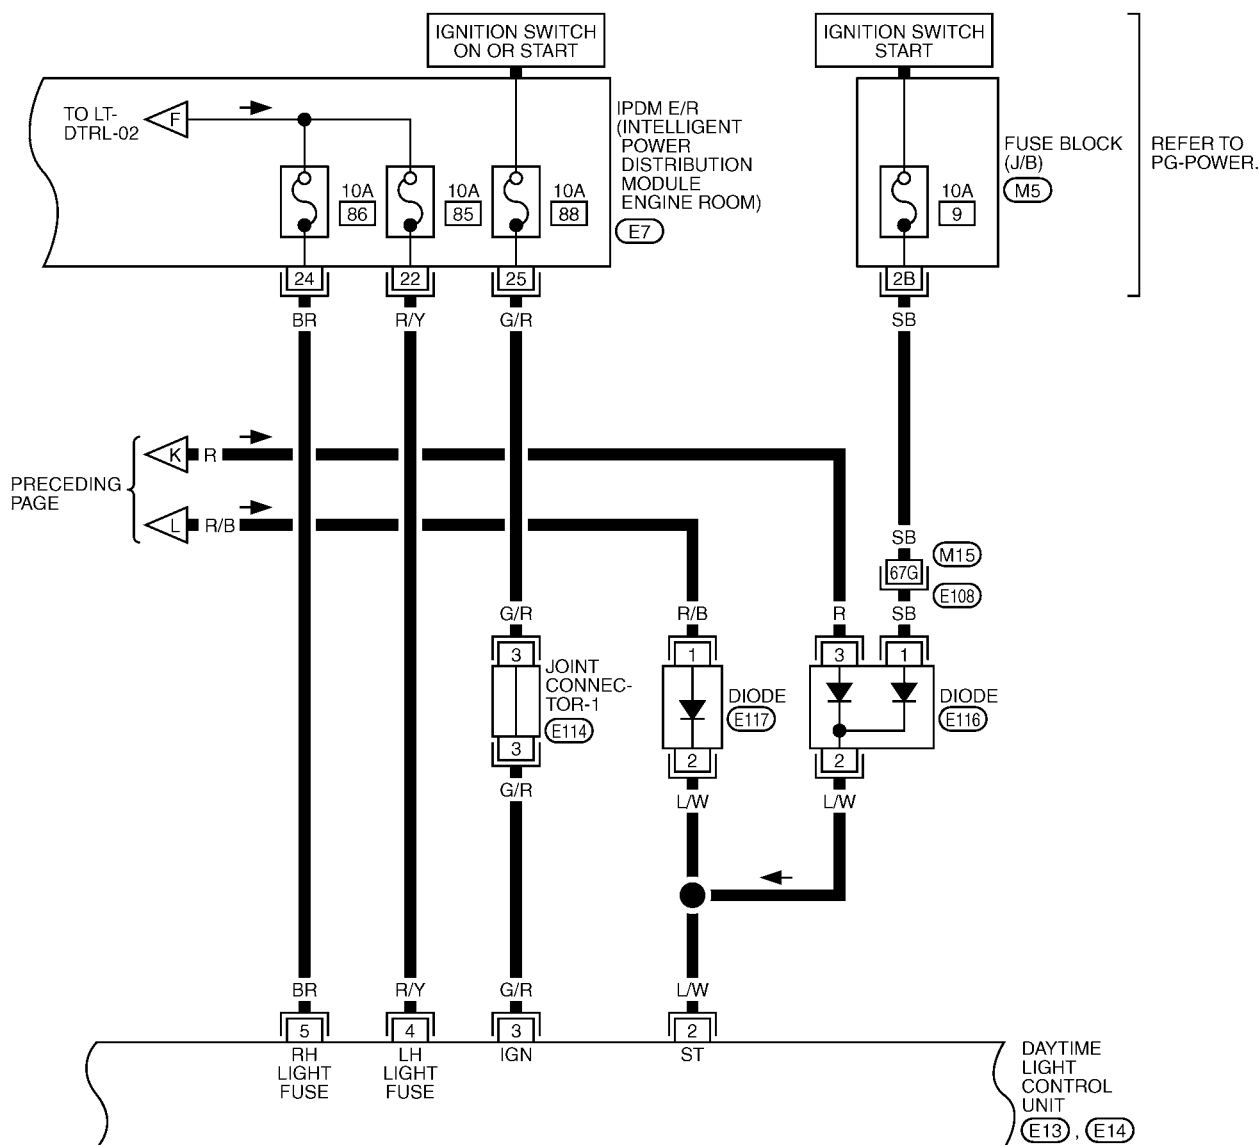 IGNITION SWITCH
ON OR START
IGNITION SWITCH
START
TO LT-
DTRL-02
F
IPDM E/R
(INTELLIGENT
POWER
DISTRIBUTION
MODULE
ENGINE ROOM)
E7
FUSE BLOCK
(J/B)
M5
REFER TO
PG-POWER.
10A
86
10A
85
10A
88
10A
9
24
22
25
2B
BR
R/Y
G/R
SB
PRECEDING
PAGE
K
R
L
R/B
SB
M15
67G
E108
G/R
R/B
R
SB
3
1
3
1
JOINT
CONNEC-
TOR-1
E114
DIODE
E117
DIODE
E116
3
2
2
G/R
L/W
L/W
BR
R/Y
G/R
L/W
5
4
3
2
RH
LIGHT
FUSE
LH
LIGHT
FUSE
IGN
ST
DAYTIME
LIGHT
CONTROL
UNIT
E13 , E14